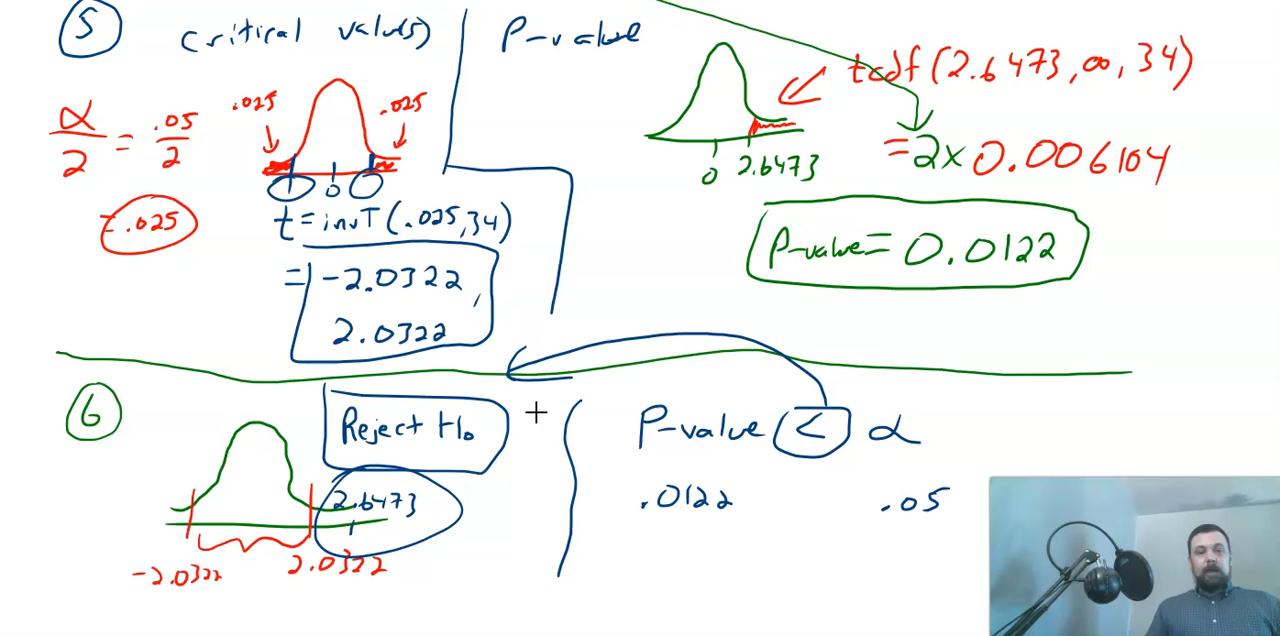 5 critical value(s)
α/2 = .05/2
= .025
.025 .025
0
t = invT(.025, 34)
= -2.0322,
2.0322
P-value
tcdf(2.6473, ∞, 34)
0 2.6473
= 2 x 0.006104
P-value = 0.0122
6
Reject H₀
2.6473
-2.0322 2.0322
P-value < α
.0122 .05